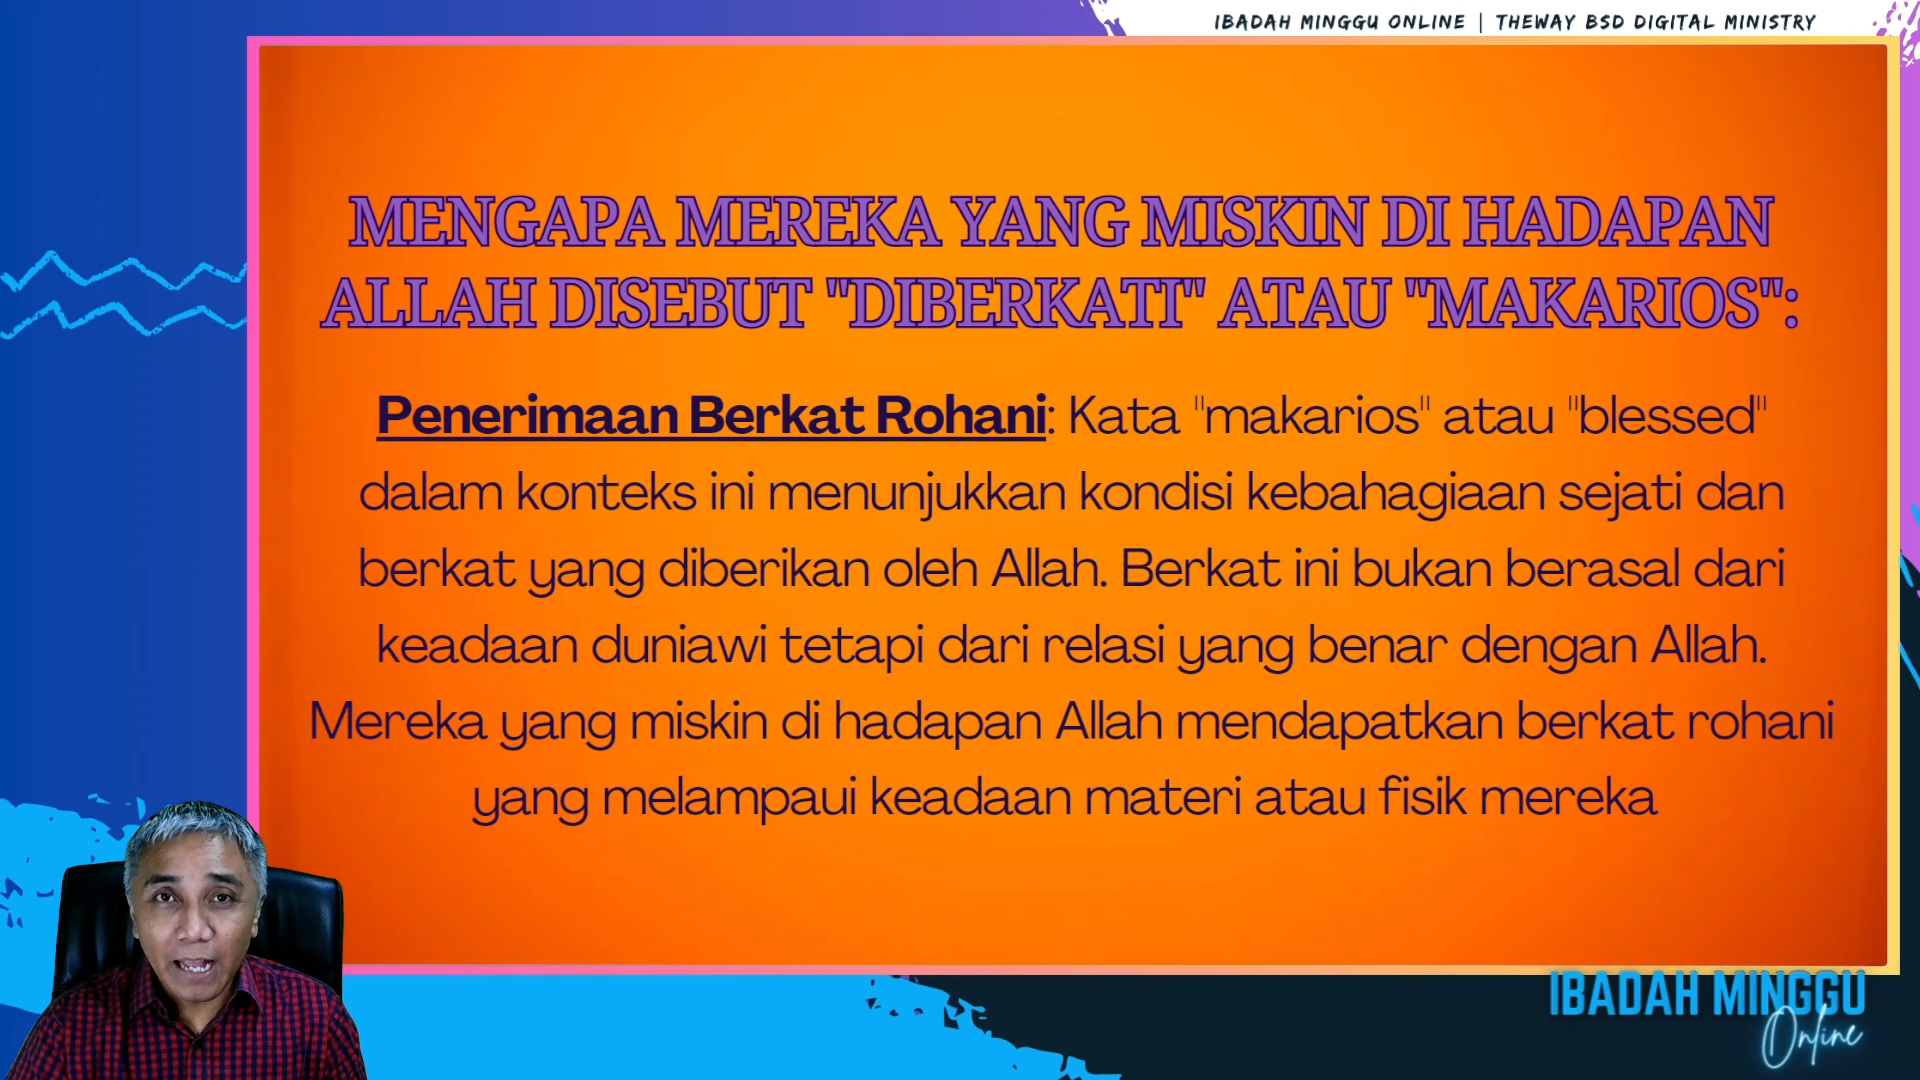 IBADAH MINGGU ONLINE | THEWAY BSD DIGITAL MINISTRY
MENGAPA MEREKA YANG MISKIN DI HADAPAN
ALLAH DISEBUT "DIBERKATI" ATAU "MAKARIOS":
Penerimaan Berkat Rohani: Kata "makarios" atau "blessed"
dalam konteks ini menunjukkan kondisi kebahagiaan sejati dan
berkat yang diberikan oleh Allah. Berkat ini bukan berasal dari
keadaan duniawi tetapi dari relasi yang benar dengan Allah.
Mereka yang miskin di hadapan Allah mendapatkan berkat rohani
yang melampaui keadaan materi atau fisik mereka
IBADAH MINGGU
Online